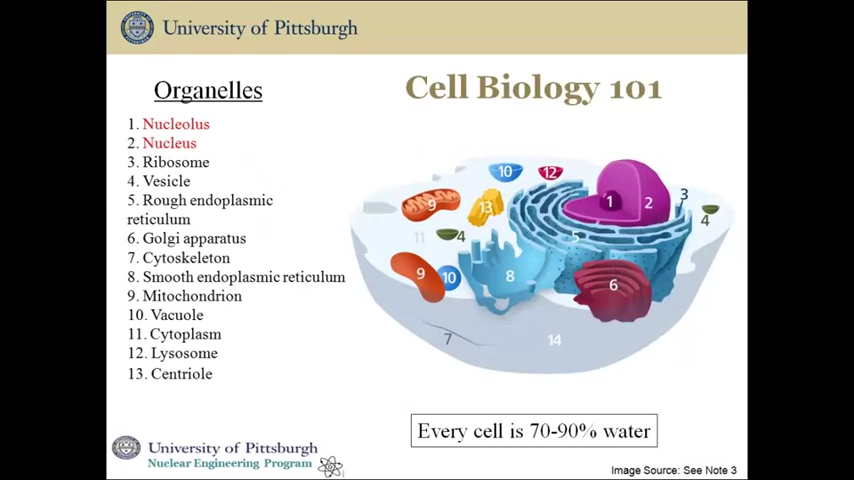 University of Pittsburgh
Organelles
Cell Biology 101
1. Nucleolus
2. Nucleus
3. Ribosome
4. Vesicle
5. Rough endoplasmic
reticulum
6. Golgi apparatus
7. Cytoskeleton
8. Smooth endoplasmic reticulum
9. Mitochondrion
10. Vacuole
11. Cytoplasm
12. Lysosome
13. Centriole
10
12
9
13
1
2
3
4
11
4
5
9
10
8
6
7
14
Every cell is 70-90% water
University of Pittsburgh
Nuclear Engineering Program
Image Source: See Note 3